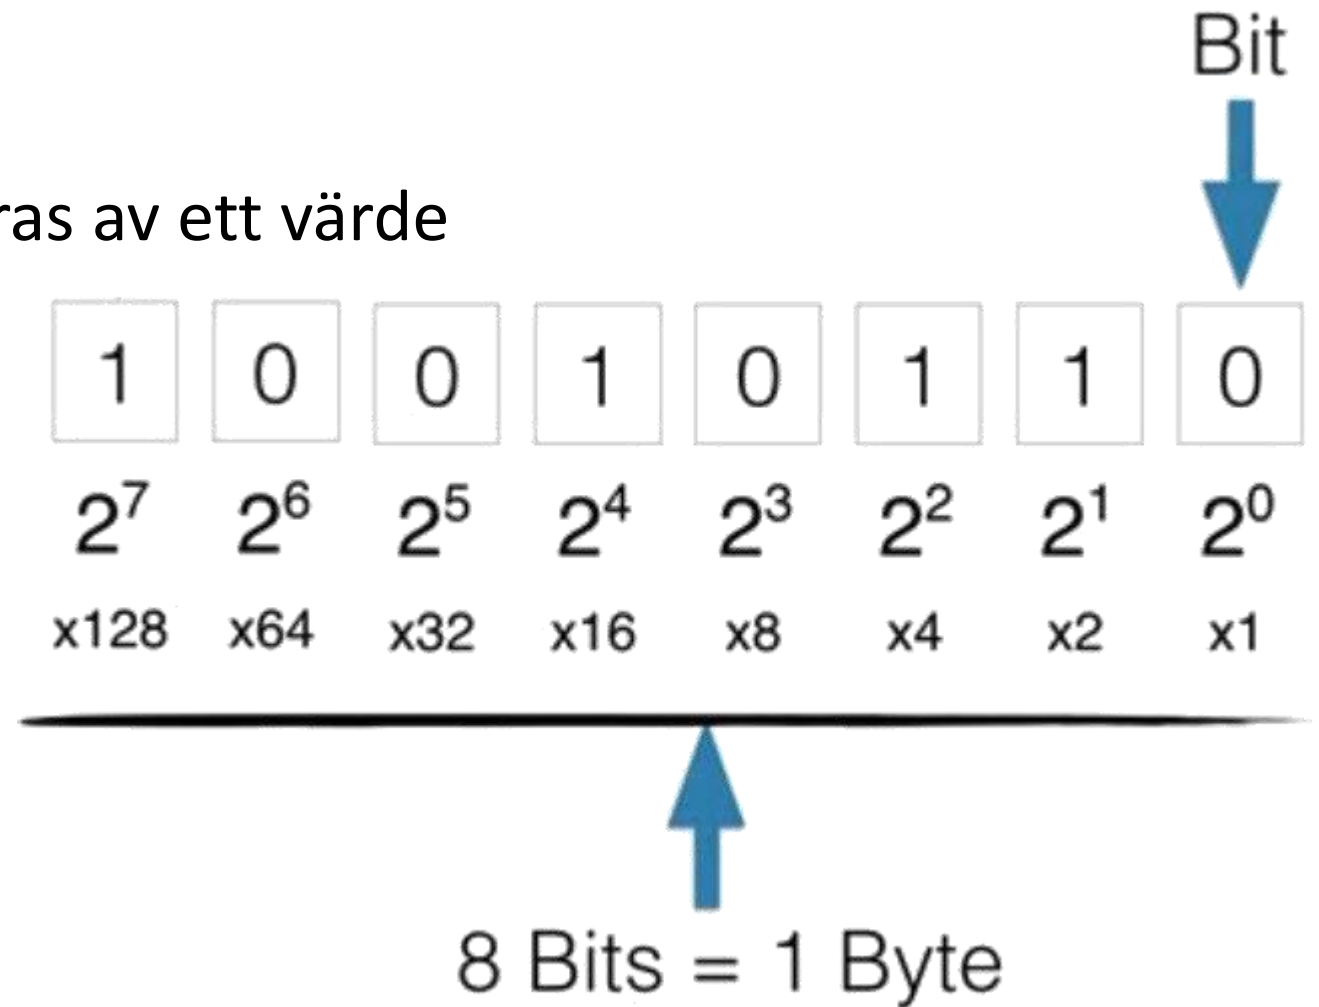 Bit
av ett värde
1 0 0 1 0 1 1 0
2⁷ 2⁶ 2⁵ 2⁴ 2³ 2² 2¹ 2⁰
x128 x64 x32 x16 x8 x4 x2 x1
8 Bits = 1 Byte